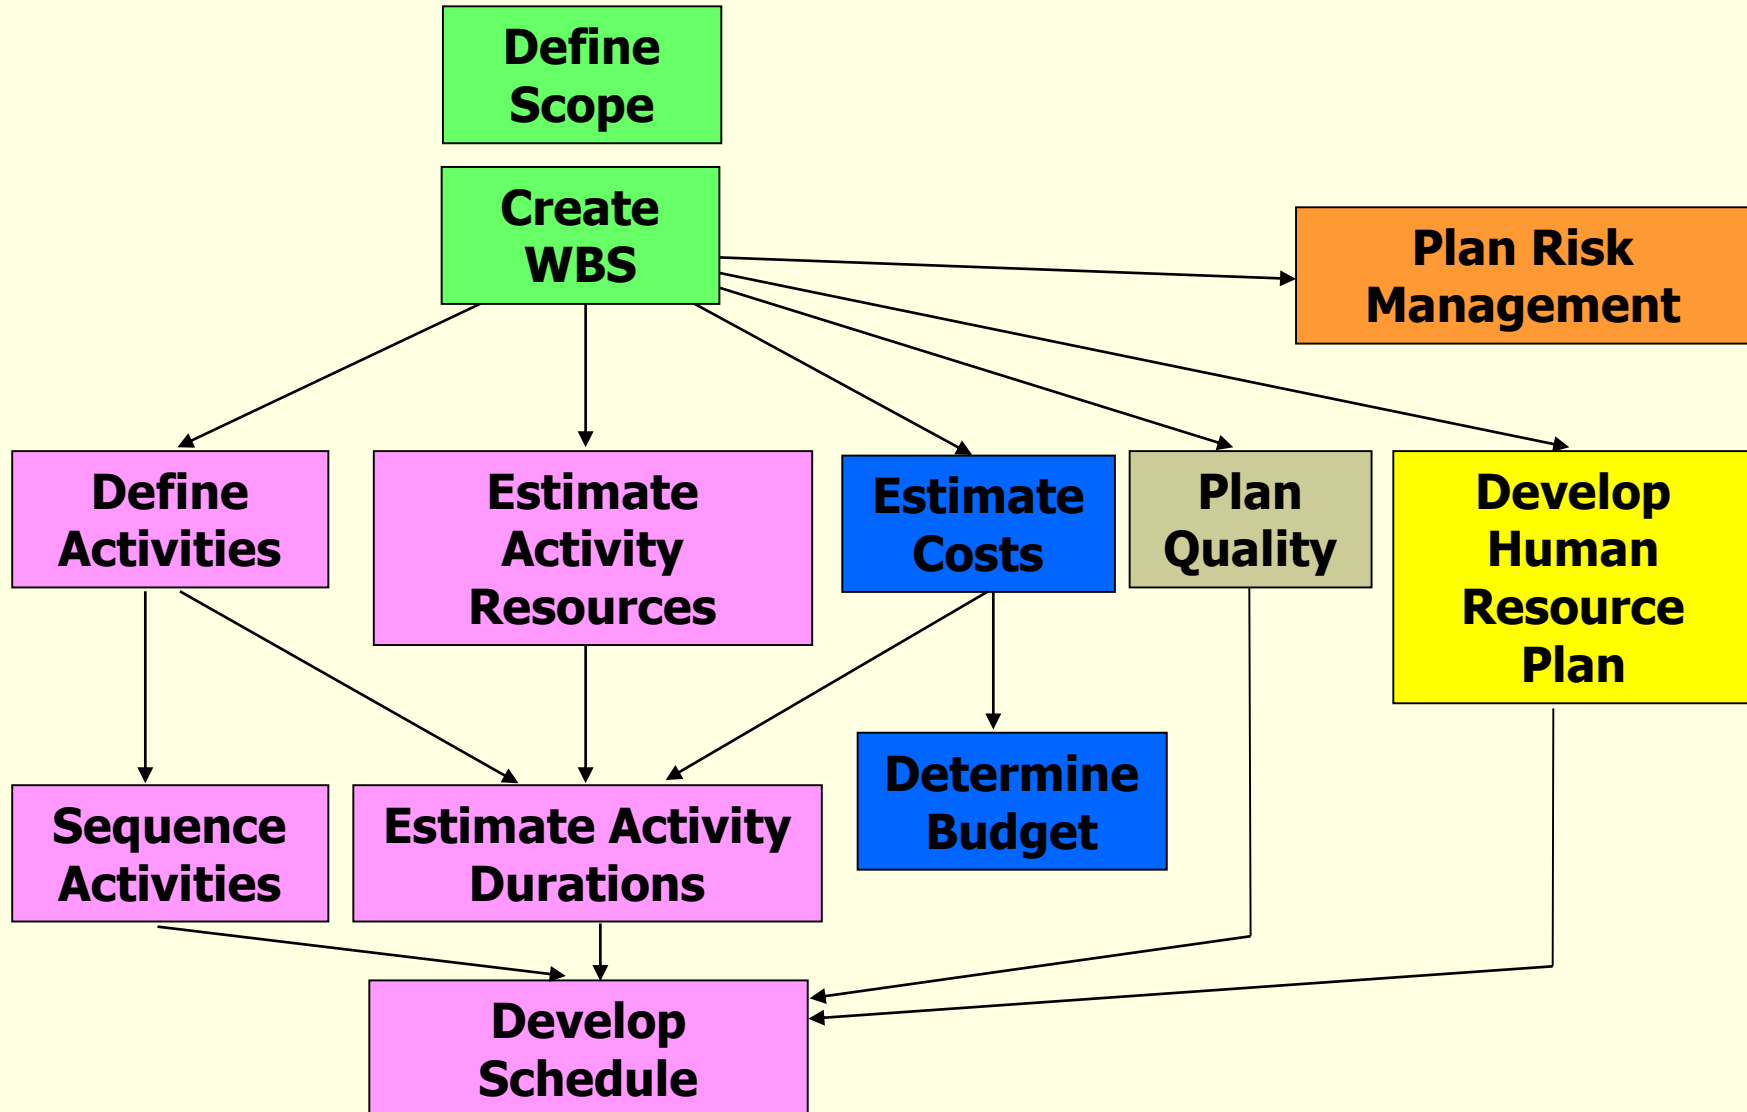 Define
Scope
Create
WBS
Plan Risk
Management
Define
Activities
Estimate
Activity
Resources
Estimate
Costs
Plan
Quality
Develop
Human
Resource
Plan
Sequence
Activities
Estimate Activity
Durations
Determine
Budget
Develop
Schedule